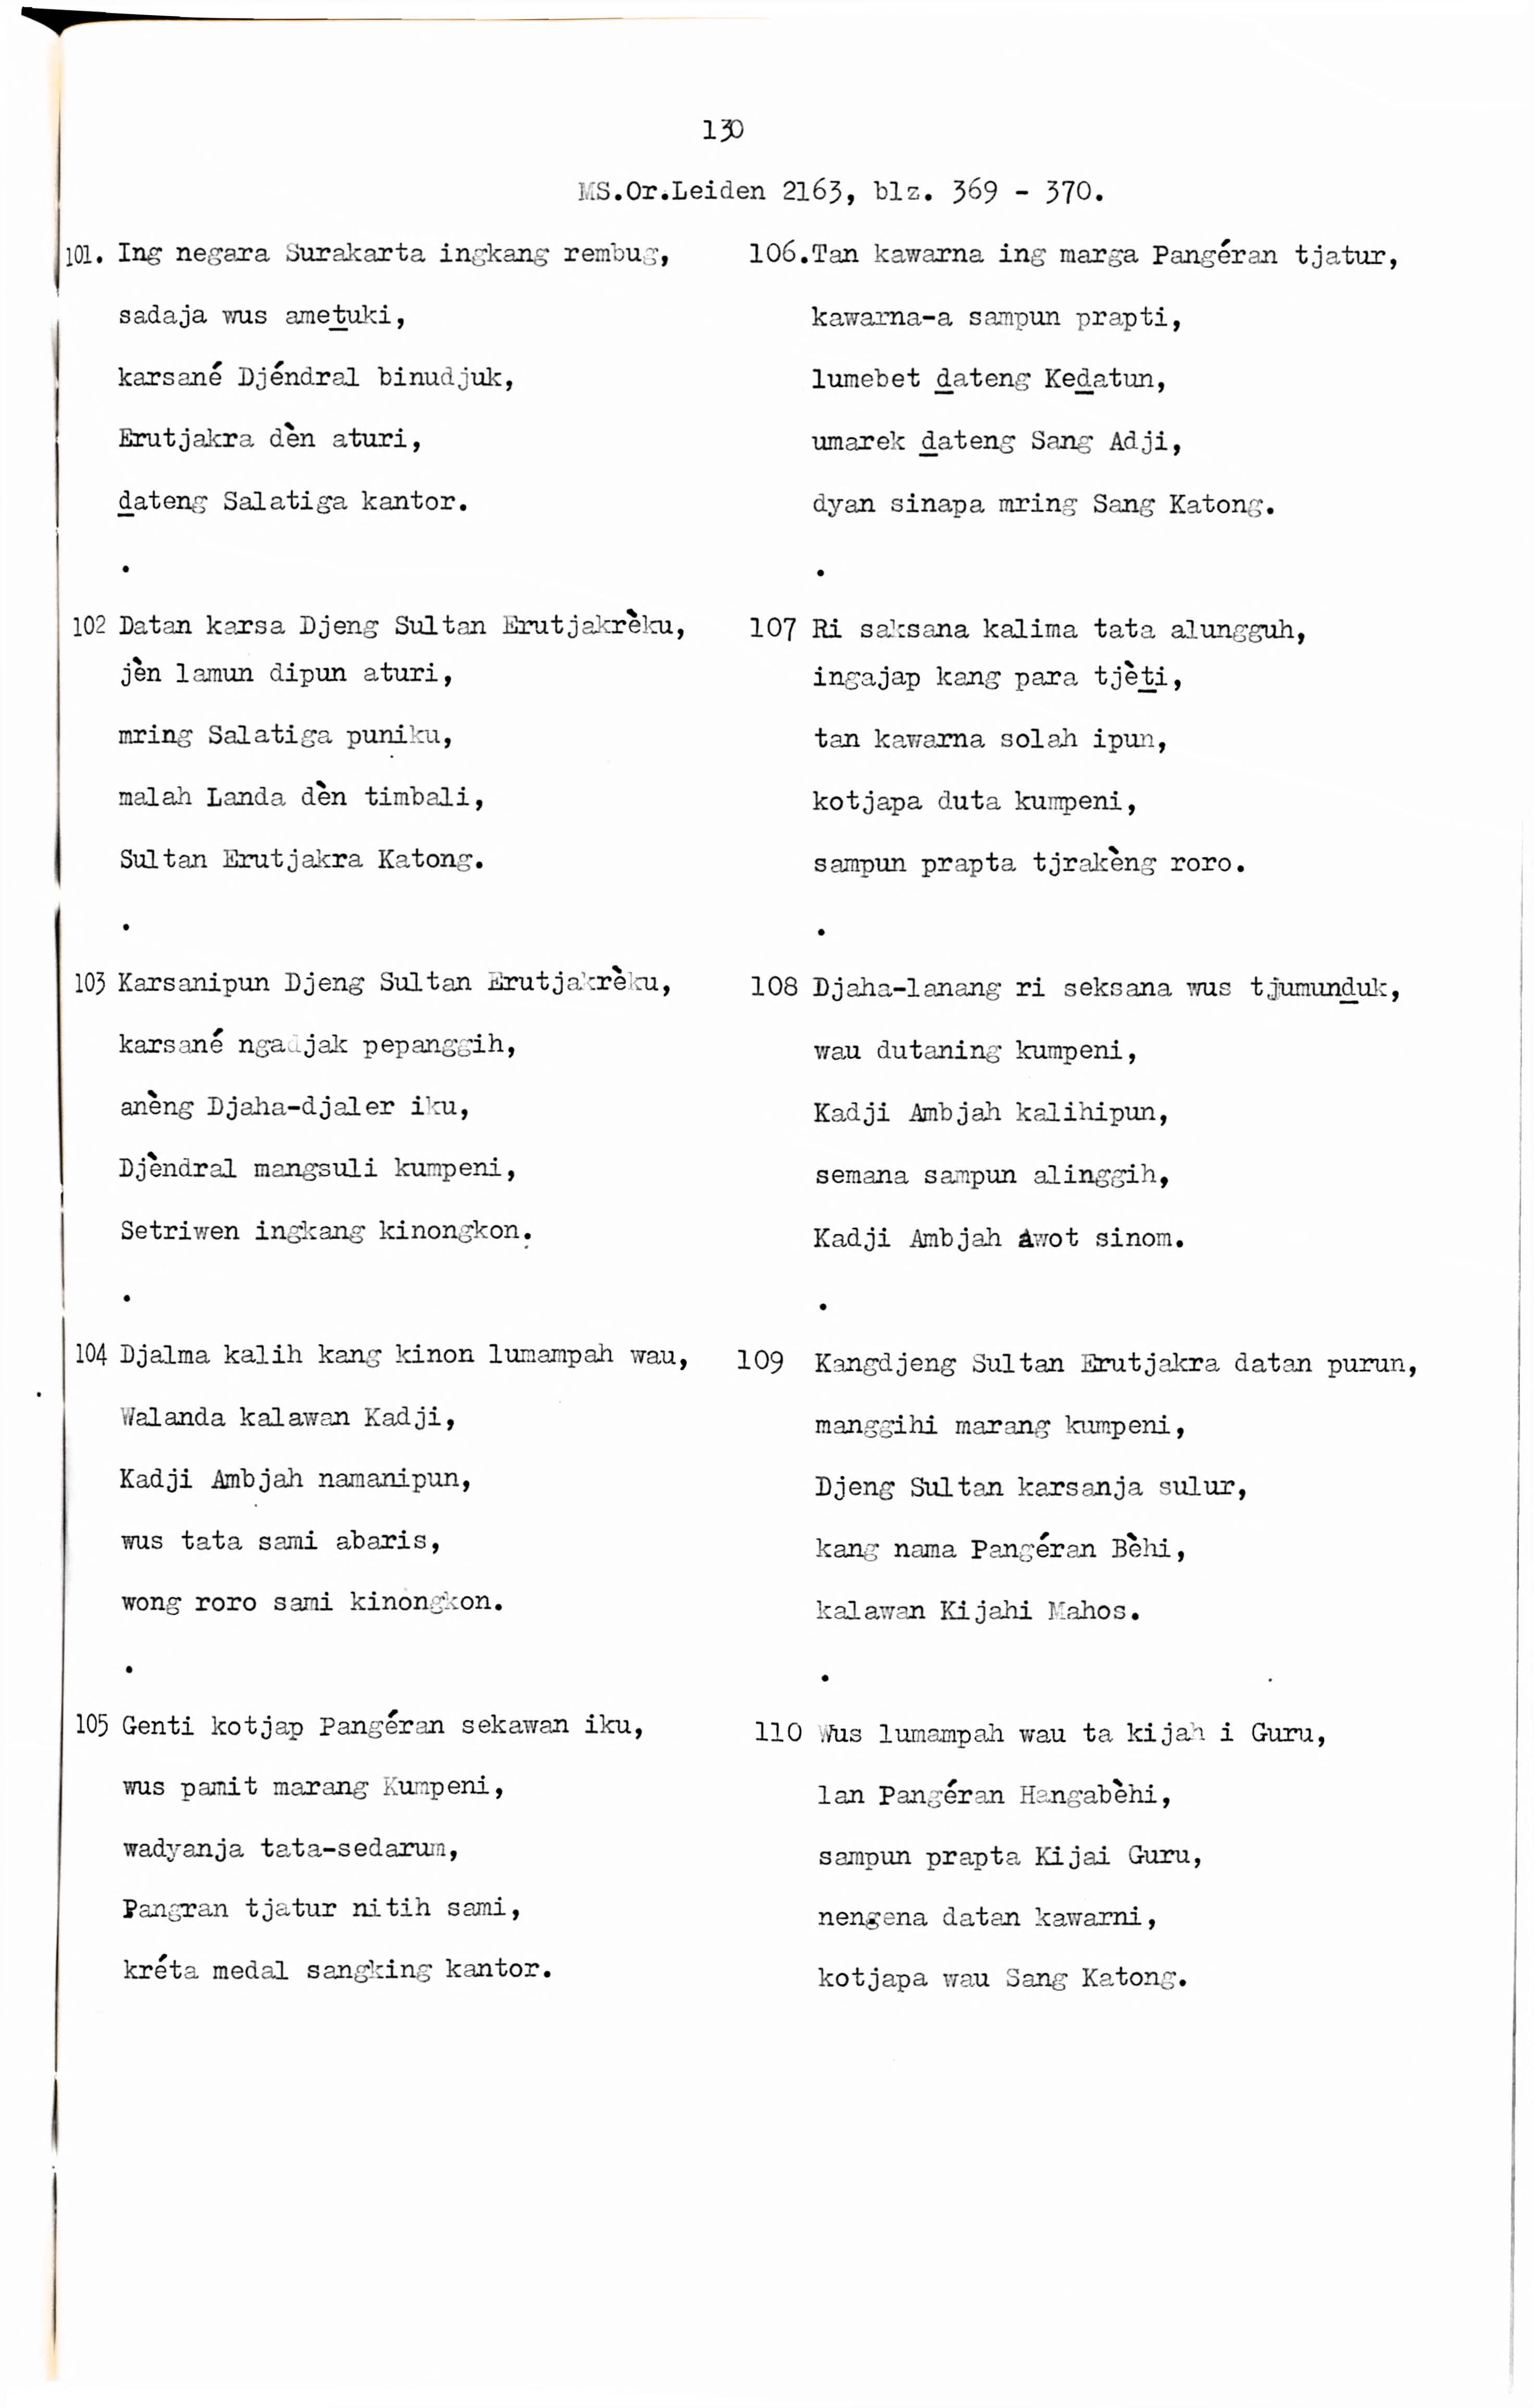 130
MS.Or.Leiden 2163, blz. 369 - 370.
101. Ing negara Surakarta ingkang rembug,
sadaja wus ameṯuki,
karsané Djéndral binudjuk,
Erutjakra dèn aturi,
ḏateng Salatiga kantor.
.
102 Datan karsa Djeng Sultan Erutjakrèku,
jèn lamun dipun aturi,
mring Salatiga puniku,
malah Landa dèn timbali,
Sultan Erutjakra Katong.
.
103 Karsanipun Djeng Sultan Erutjakrèku,
karsané ngadjak pepanggih,
anèng Djaha-djaler iku,
Djèndral mangsuli kumpeni,
Setriwen ingkang kinongkon.
.
104 Djalma kalih kang kinon lumampah wau,
Walanda kalawan Kadji,
Kadji Ambjah namanipun,
wus tata sami abaris,
wong roro sami kinongkon.
.
105 Genti kotjap Pangéran sekawan iku,
wus pamit marang Kumpeni,
wadyanja tata-sedarum,
Pangran tjatur nitih sami,
kréta medal sangking kantor.
106.Tan kawarna ing marga Pangéran tjatur,
kawarna-a sampun prapti,
lumebet ḏateng Keḏatun,
umarek ḏateng Sang Adji,
dyan sinapa mring Sang Katong.
.
107 Ri saksana kalima tata alungguh,
ingajap kang para tjèṯi,
tan kawarna solah ipun,
kotjapa duta kumpeni,
sampun prapta tjrakèng roro.
.
108 Djaha-lanang ri seksana wus tjumunḏuk,
wau dutaning kumpeni,
Kadji Ambjah kalihipun,
semana sampun alinggih,
Kadji Ambjah Awot sinom.
.
109 Kangdjeng Sultan Erutjakra datan purun,
manggihi marang kumpeni,
Djeng Sultan karsanja sulur,
kang nama Pangéran Bèhi,
kalawan Kijahi Mahos.
.
110 Wus lumampah wau ta kijah i Guru,
lan Pangéran Hangabèhi,
sampun prapta Kijai Guru,
nengena datan kawarni,
kotjapa wau Sang Katong.